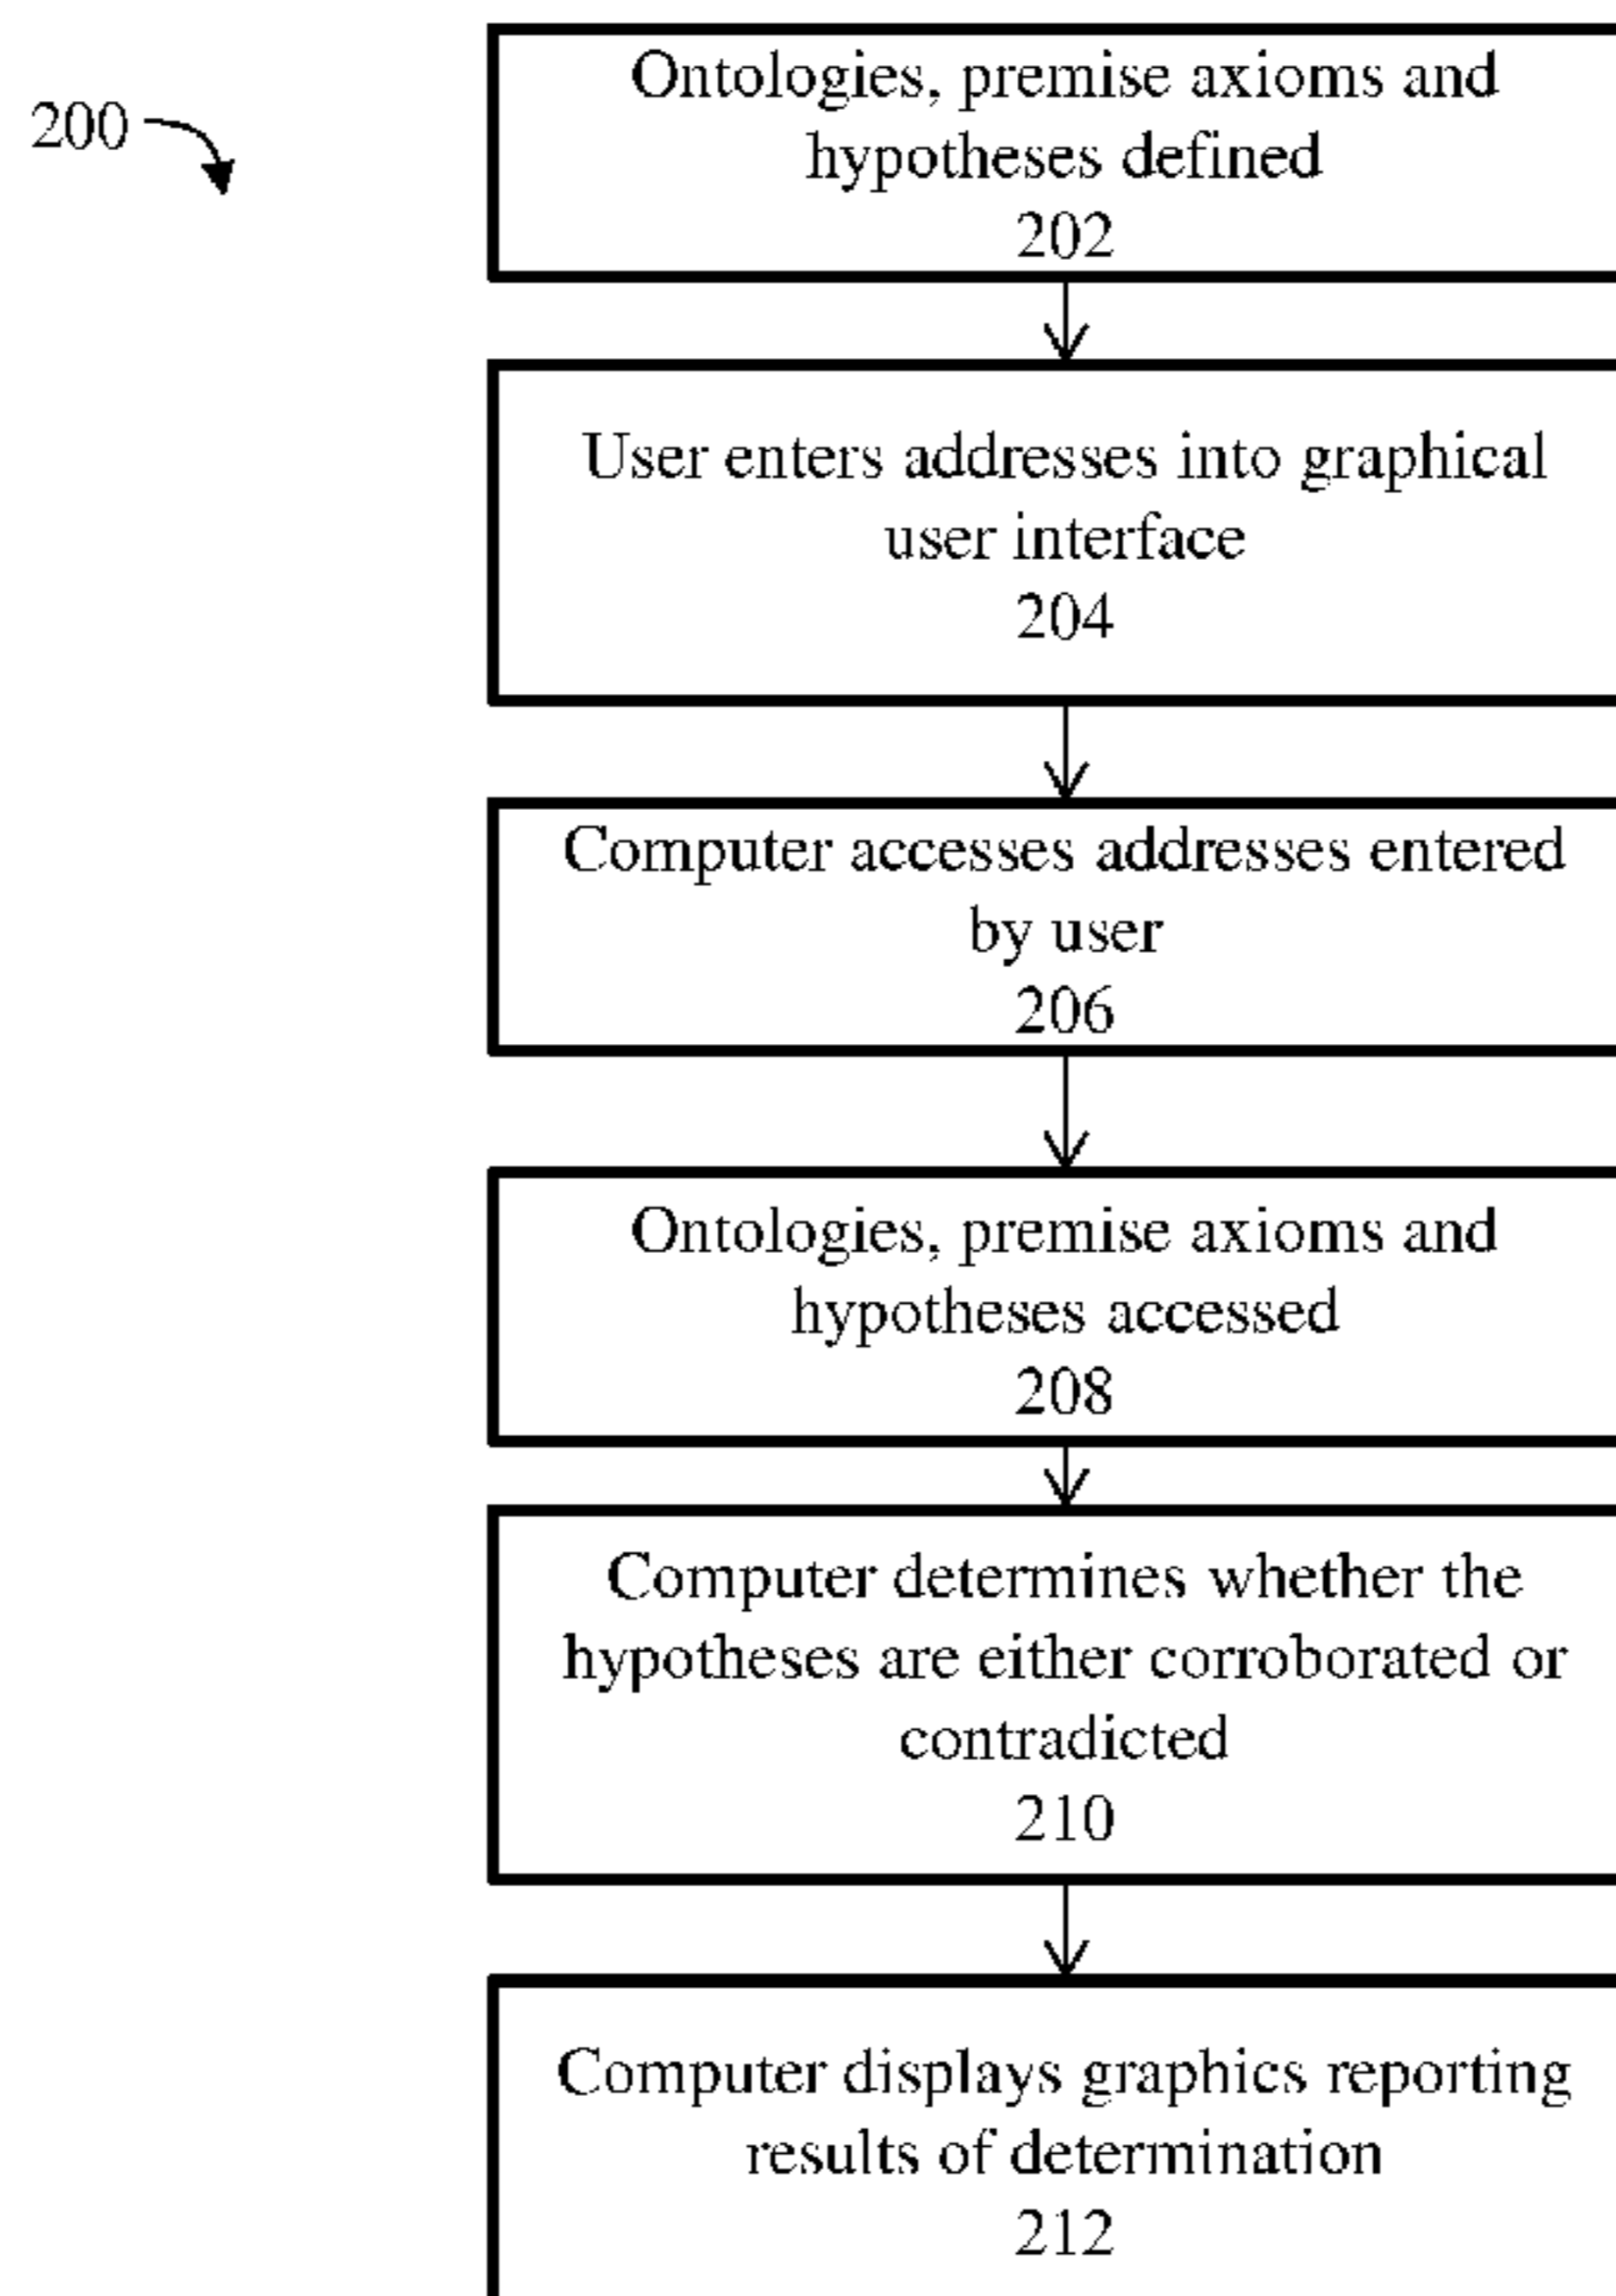 200
Ontologies, premise axioms and
hypotheses defined
202
User enters addresses into graphical
user interface
204
Computer accesses addresses entered
by user
206
Ontologies, premise axioms and
hypotheses accessed
208
Computer determines whether the
hypotheses are either corroborated or
contradicted
210
Computer displays graphics reporting
results of determination
212